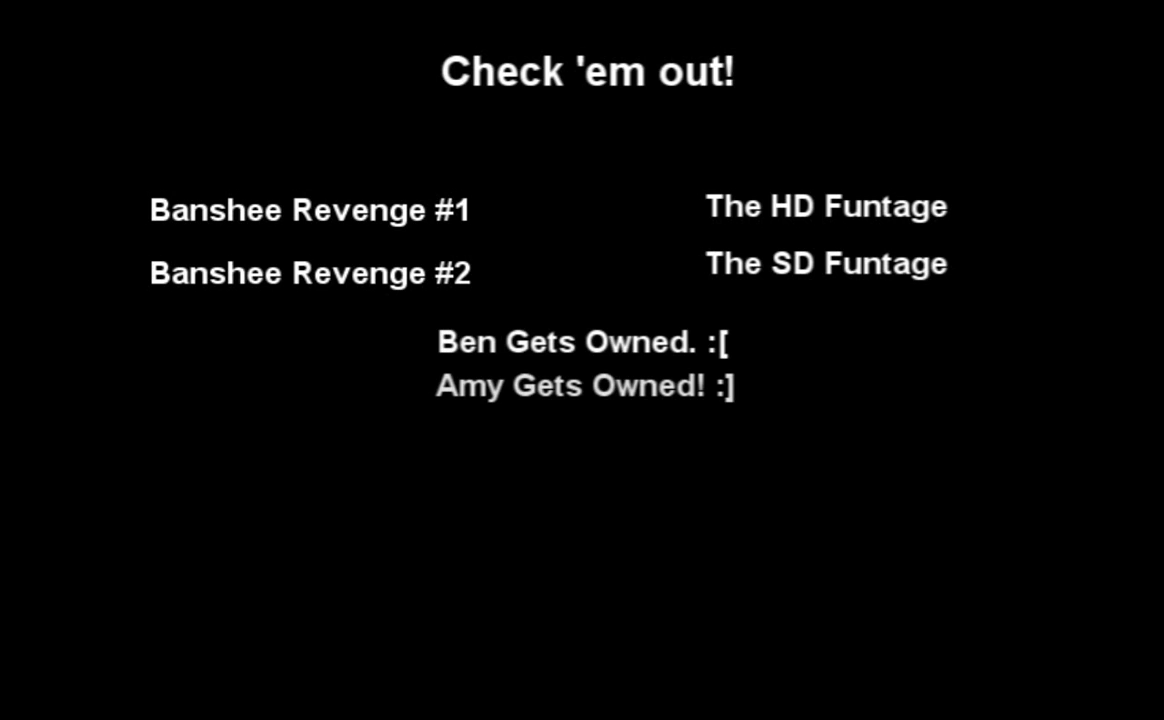 Check 'em out!
Banshee Revenge #1
The HD Funtage
Banshee Revenge #2
The SD Funtage
Ben Gets Owned. :[
Amy Gets Owned! :]